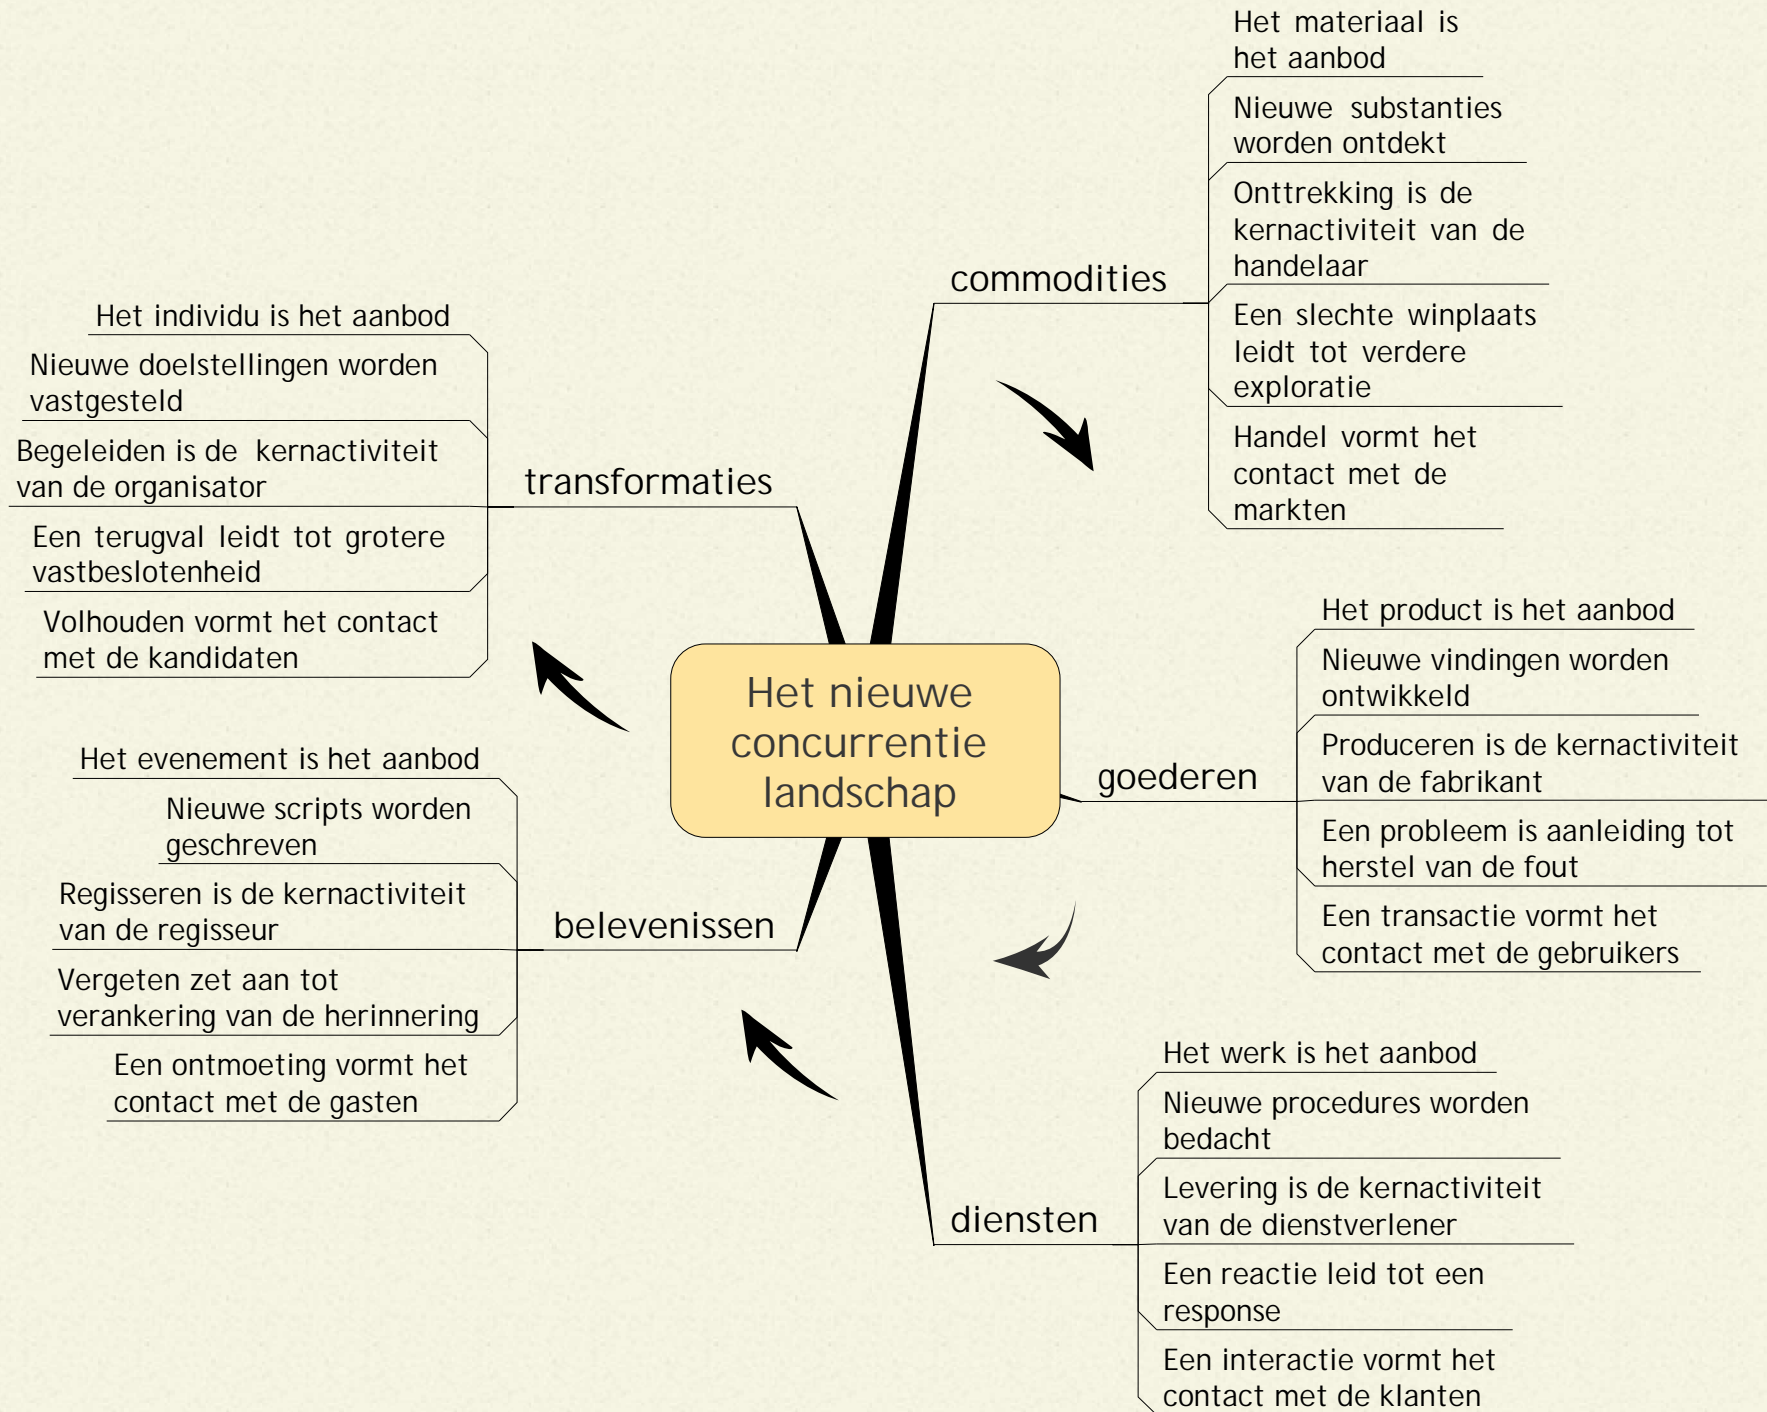 Het nieuwe
concurrentie
landschap
commodities
Het materiaal is
het aanbod
Nieuwe substanties
worden ontdekt
Onttrekking is de
kernactiviteit van de
handelaar
Een slechte winplaats
leidt tot verdere
exploratie
Handel vormt het
contact met de
markten
goederen
Het product is het aanbod
Nieuwe vindingen worden
ontwikkeld
Produceren is de kernactiviteit
van de fabrikant
Een probleem is aanleiding tot
herstel van de fout
Een transactie vormt het
contact met de gebruikers
diensten
Het werk is het aanbod
Nieuwe procedures worden
bedacht
Levering is de kernactiviteit
van de dienstverlener
Een reactie leid tot een
response
Een interactie vormt het
contact met de klanten
belevenissen
Het evenement is het aanbod
Nieuwe scripts worden
geschreven
Regisseren is de kernactiviteit
van de regisseur
Vergeten zet aan tot
verankering van de herinnering
Een ontmoeting vormt het
contact met de gasten
transformaties
Het individu is het aanbod
Nieuwe doelstellingen worden
vastgesteld
Begeleiden is de kernactiviteit
van de organisator
Een terugval leidt tot grotere
vastbeslotenheid
Volhouden vormt het contact
met de kandidaten